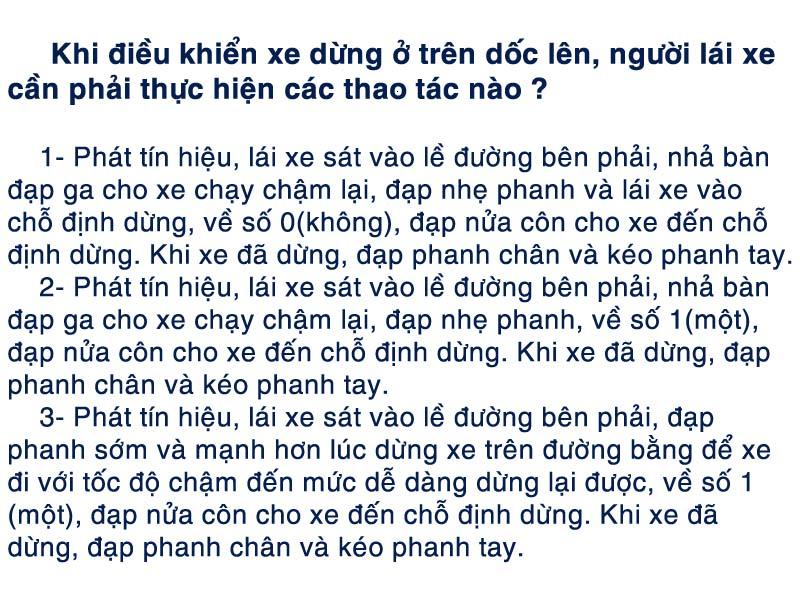 Khi điều khiển xe dừng ở trên dốc lên, người lái xe
cần phải thực hiện các thao tác nào ?
1- Phát tín hiệu, lái xe sát vào lề đường bên phải, nhả bàn
đạp ga cho xe chạy chậm lại, đạp nhẹ phanh và lái xe vào
chỗ định dừng, về số 0(không), đạp nửa côn cho xe đến chỗ
định dừng. Khi xe đã dừng, đạp phanh chân và kéo phanh tay.
2- Phát tín hiệu, lái xe sát vào lề đường bên phải, nhả bàn
đạp ga cho xe chạy chậm lại, đạp nhẹ phanh, về số 1(một),
đạp nửa côn cho xe đến chỗ định dừng. Khi xe đã dừng, đạp
phanh chân và kéo phanh tay.
3- Phát tín hiệu, lái xe sát vào lề đường bên phải, đạp
phanh sớm và mạnh hơn lúc dừng xe trên đường bằng để xe
đi với tốc độ chậm đến mức dễ dàng dừng lại được, về số 1
(một), đạp nửa côn cho xe đến chỗ định dừng. Khi xe đã
dừng, đạp phanh chân và kéo phanh tay.